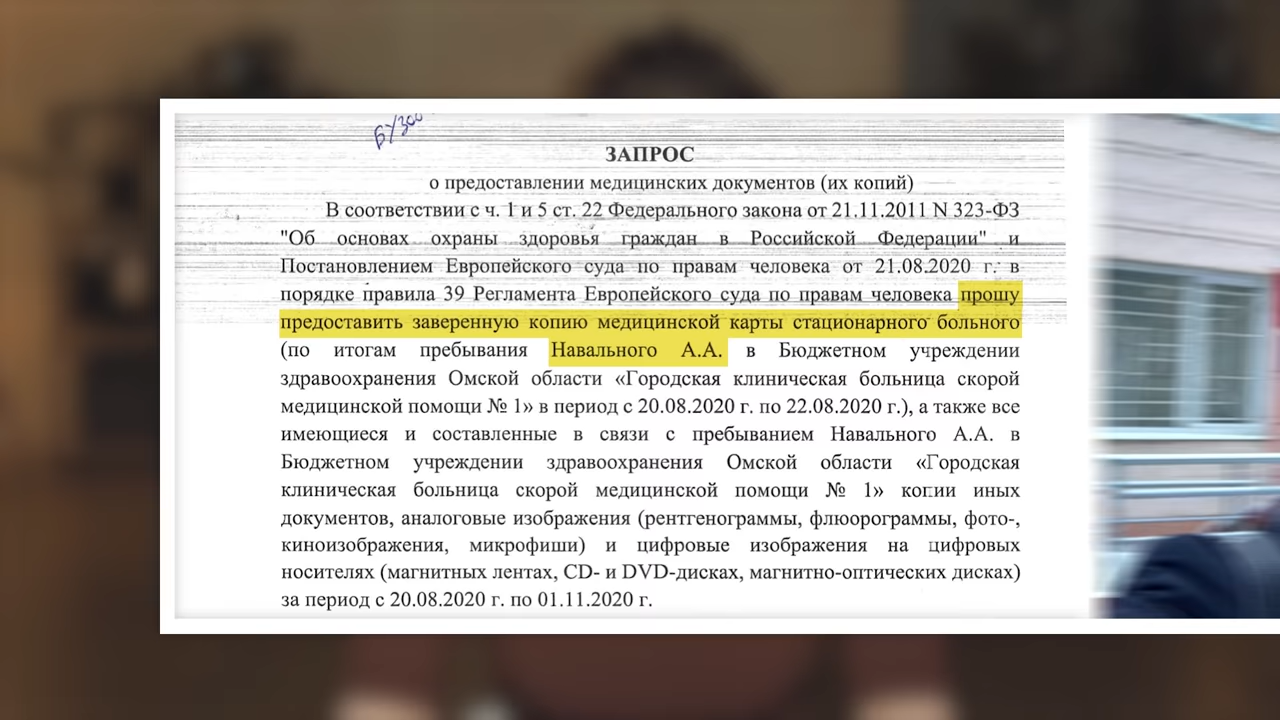 БУЗОО
ЗАПРОС
о предоставлении медицинских документов (их копий)
В соответствии с ч. 1 и 5 ст. 22 Федерального закона от 21.11.2011 N 323-ФЗ
"Об основах охраны здоровья граждан в Российской Федерации" и
Постановлением Европейского суда по правам человека от 21.08.2020 г. в
порядке правила 39 Регламента Европейского суда по правам человека прошу
предоставить заверенную копию медицинской карты стационарного больного
(по итогам пребывания Навального А.А. в Бюджетном учреждении
здравоохранения Омской области «Городская клиническая больница скорой
медицинской помощи № 1» в период с 20.08.2020 г. по 22.08.2020 г.), а также все
имеющиеся и составленные в связи с пребыванием Навального А.А. в
Бюджетном учреждении здравоохранения Омской области «Городская
клиническая больница скорой медицинской помощи № 1» копии иных
документов, аналоговые изображения (рентгенограммы, флюорограммы, фото-,
киноизображения, микрофиши) и цифровые изображения на цифровых
носителях (магнитных лентах, CD- и DVD-дисках, магнитно-оптических дисках)
за период с 20.08.2020 г. по 01.11.2020 г.